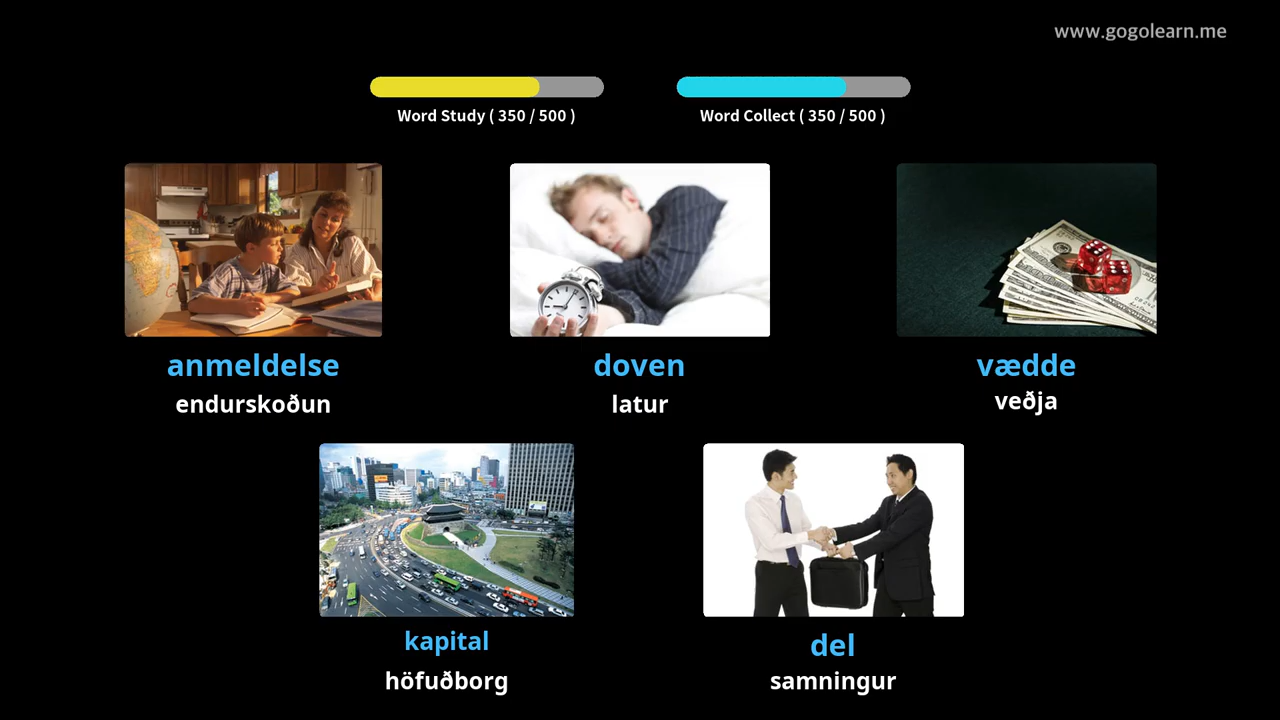 www.gogolearn.me
Word Study ( 350 / 500 )
Word Collect ( 350 / 500 )
anmeldelse
endurskoðun
doven
latur
vædde
veðja
kapital
höfuðborg
del
samningur